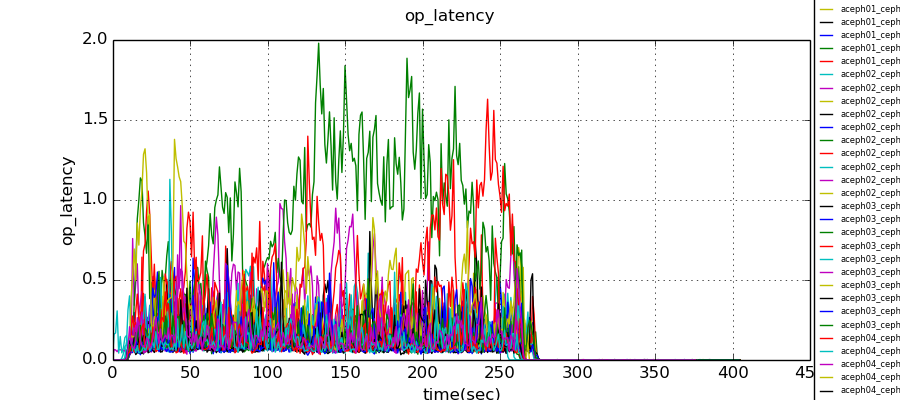 op_latency
2.0
1.5
1.0
0.5
0.0
op_latency
0
50
100
150
200
250
300
350
400
45
time(sec)
aceph01_ceph
aceph01_ceph
aceph01_ceph
aceph01_ceph
aceph01_ceph
aceph02_ceph
aceph02_ceph
aceph02_ceph
aceph02_ceph
aceph02_ceph
aceph02_ceph
aceph02_ceph
aceph02_ceph
aceph02_ceph
aceph02_ceph
aceph03_ceph
aceph03_ceph
aceph03_ceph
aceph03_ceph
aceph03_ceph
aceph03_ceph
aceph03_ceph
aceph03_ceph
aceph03_ceph
aceph03_ceph
aceph04_ceph
aceph04_ceph
aceph04_ceph
aceph04_ceph
aceph04_ceph